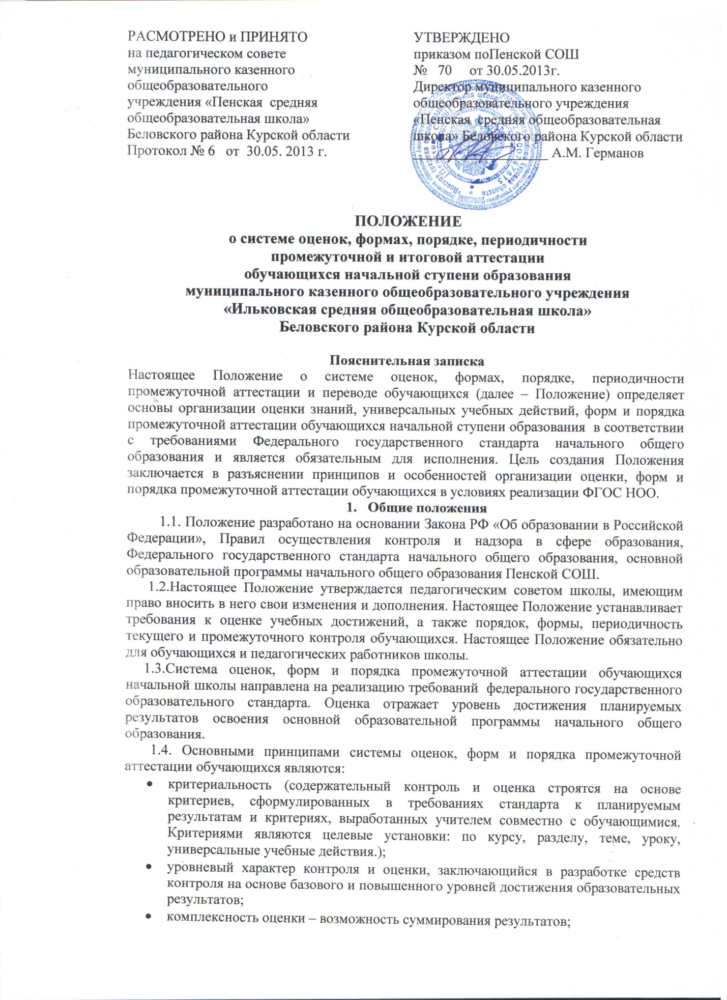 РАСМОТРЕНО и ПРИНЯТО
на педагогическом совете
муниципального казенного
общеобразовательного
учреждения «Пенская  средняя
общеобразовательная школа»
Беловского района Курской области
Протокол № 6   от  30.05. 2013 г.
УТВЕРЖДЕНО
приказом поПенской СОШ
№   70     от 30.05.2013г.
Директор муниципального казенного
общеобразовательного учреждения
«Пенская  средняя общеобразовательная
школа» Беловского района Курской области
____________________ А.М. Германов
ПОЛОЖЕНИЕ
о системе оценок, формах, порядке, периодичности
промежуточной и итоговой аттестации
обучающихся начальной ступени образования
муниципального казенного общеобразовательного учреждения
«Ильковская средняя общеобразовательная школа»
Беловского района Курской области
Пояснительная записка
Настоящее Положение о системе оценок, формах, порядке, периодичности
промежуточной аттестации и переводе обучающихся (далее – Положение) определяет
основы организации оценки знаний, универсальных учебных действий, форм и порядка
промежуточной аттестации обучающихся начальной ступени образования  в соответствии
с требованиями Федерального государственного стандарта начального общего
образования и является обязательным для исполнения. Цель создания Положения
заключается в разъяснении принципов и особенностей организации оценки, форм и
порядка промежуточной аттестации обучающихся в условиях реализации ФГОС НОО.
1.   Общие положения
1.1. Положение разработано на основании Закона РФ «Об образовании в Российской
Федерации», Правил осуществления контроля и надзора в сфере образования,
Федерального государственного стандарта начального общего образования, основной
образовательной программы начального общего образования Пенской СОШ.
1.2.Настоящее Положение утверждается педагогическим советом школы, имеющим
право вносить в него свои изменения и дополнения. Настоящее Положение устанавливает
требования к оценке учебных достижений, а также порядок, формы, периодичность
текущего и промежуточного контроля обучающихся. Настоящее Положение обязательно
для обучающихся и педагогических работников школы.
1.3.Система оценок, форм и порядка промежуточной аттестации обучающихся
начальной школы направлена на реализацию требований  федерального государственного
образовательного стандарта. Оценка отражает уровень достижения планируемых
результатов освоения основной образовательной программы начального общего
образования.
1.4. Основными принципами системы оценок, форм и порядка промежуточной
аттестации обучающихся являются:
• критериальность (содержательный контроль и оценка строятся на основе
критериев, сформулированных в требованиях стандарта к планируемым
результатам и критериях, выработанных учителем совместно с обучающимися.
Критериями являются целевые установки: по курсу, разделу, теме, уроку,
универсальные учебные действия.);
• уровневый характер контроля и оценки, заключающийся в разработке средств
контроля на основе базового и повышенного уровней достижения образовательных
результатов;
• комплексность оценки – возможность суммирования результатов;